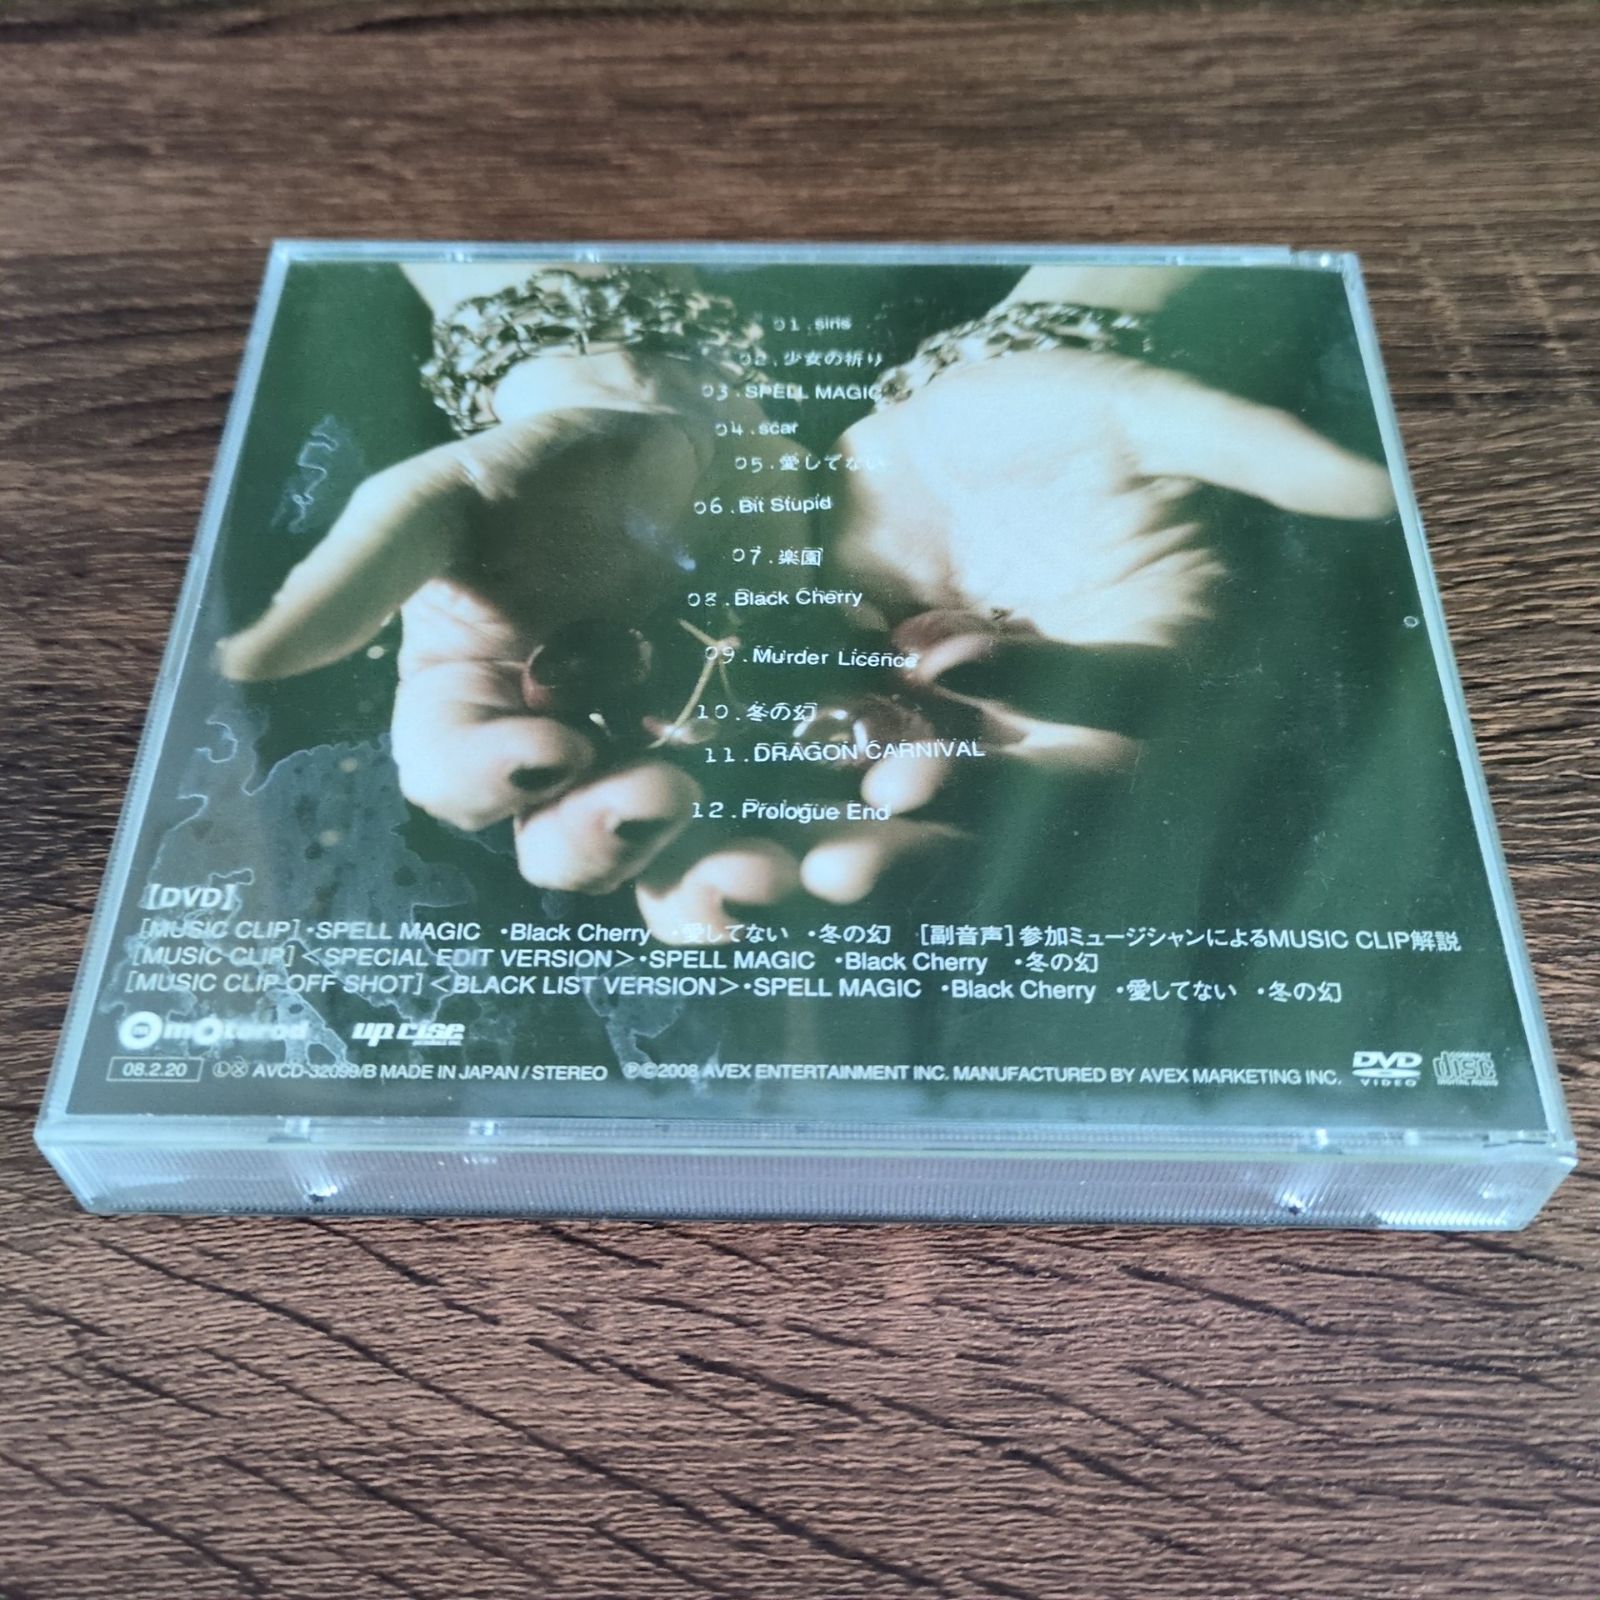 01.siris
02.少女の祈り
03.SPELL MAGIC
04.scar
05.愛してない
06.Bit Stupid
07.楽園
08.Black Cherry
09.Murder Licence
10.冬の幻
11.DRAGON CARNIVAL
12.Prologue End
【DVD】
[MUSIC CLIP]・SPELL MAGIC ・Black Cherry ・愛してない ・冬の幻 [副音声]参加ミュージシャンによるMUSIC CLIP解説
[MUSIC CLIP]＜SPECIAL EDIT VERSION＞・SPELL MAGIC ・Black Cherry ・冬の幻
[MUSIC CLIP OFF SHOT]＜BLACK LIST VERSION＞・SPELL MAGIC ・Black Cherry ・愛してない ・冬の幻
motorod up rise
08.2.20 ⓁⓍ AVCD-32099/B MADE IN JAPAN / STEREO ℗©2008 AVEX ENTERTAINMENT INC. MANUFACTURED BY AVEX MARKETING INC. DVD VIDEO COMPACT disc DIGITAL AUDIO